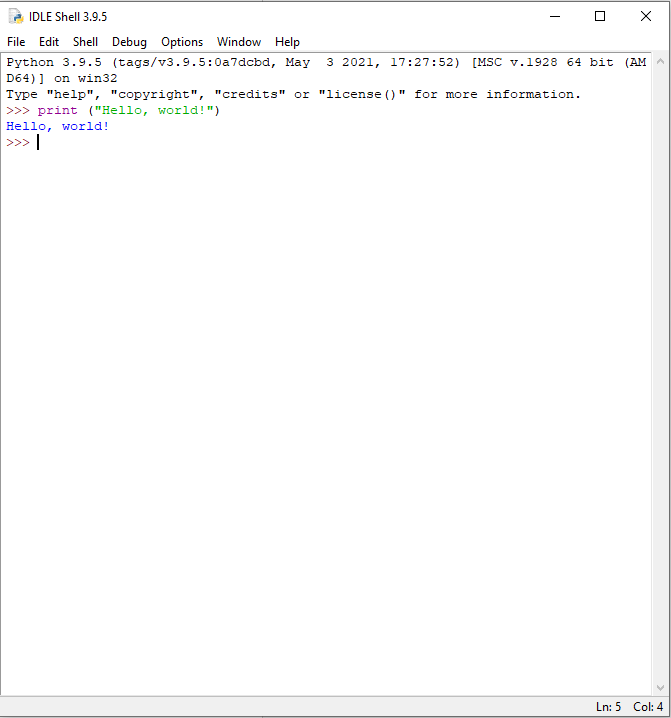 IDLE Shell 3.9.5
File Edit Shell Debug Options Window Help
Python 3.9.5 (tags/v3.9.5:0a7dcbd, May  3 2021, 17:27:52) [MSC v.1928 64 bit (AM
D64)] on win32
Type "help", "copyright", "credits" or "license()" for more information.
>>> print ("Hello, world!")
Hello, world!
>>>
Ln: 5 Col: 4